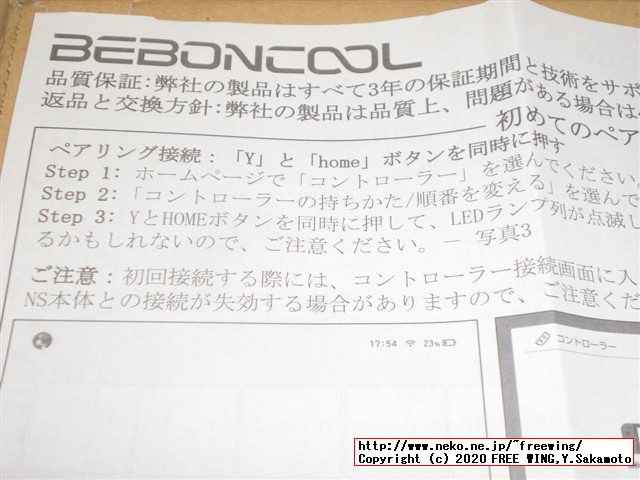 BEBONCOOL
品質保証:弊社の製品はすべて3年の保証期間と技術をサポ
返品と交換方針:弊社の製品は品質上、問題がある場合は
初めてのペア
ペアリング接続:「Y」と「home」ボタンを同時に押す
Step 1: ホームページで「コントローラー」を選んでください。
Step 2:「コントローラーの持ちかた/順番を変える」を選んで
Step 3: YとHOMEボタンを同時に押して、LEDランプ列が点滅し
るかもしれないので、ご注意ください。－ 写真3
ご注意:初回接続する際には、コントローラー接続画面に入
NS本体との接続が失効する場合がありますので、ご注意くだ
17:54 23%
コントローラー
http://www.neko.ne.jp/~freewing/
Copyright (c) 2020 FREE WING,Y.Sakamoto